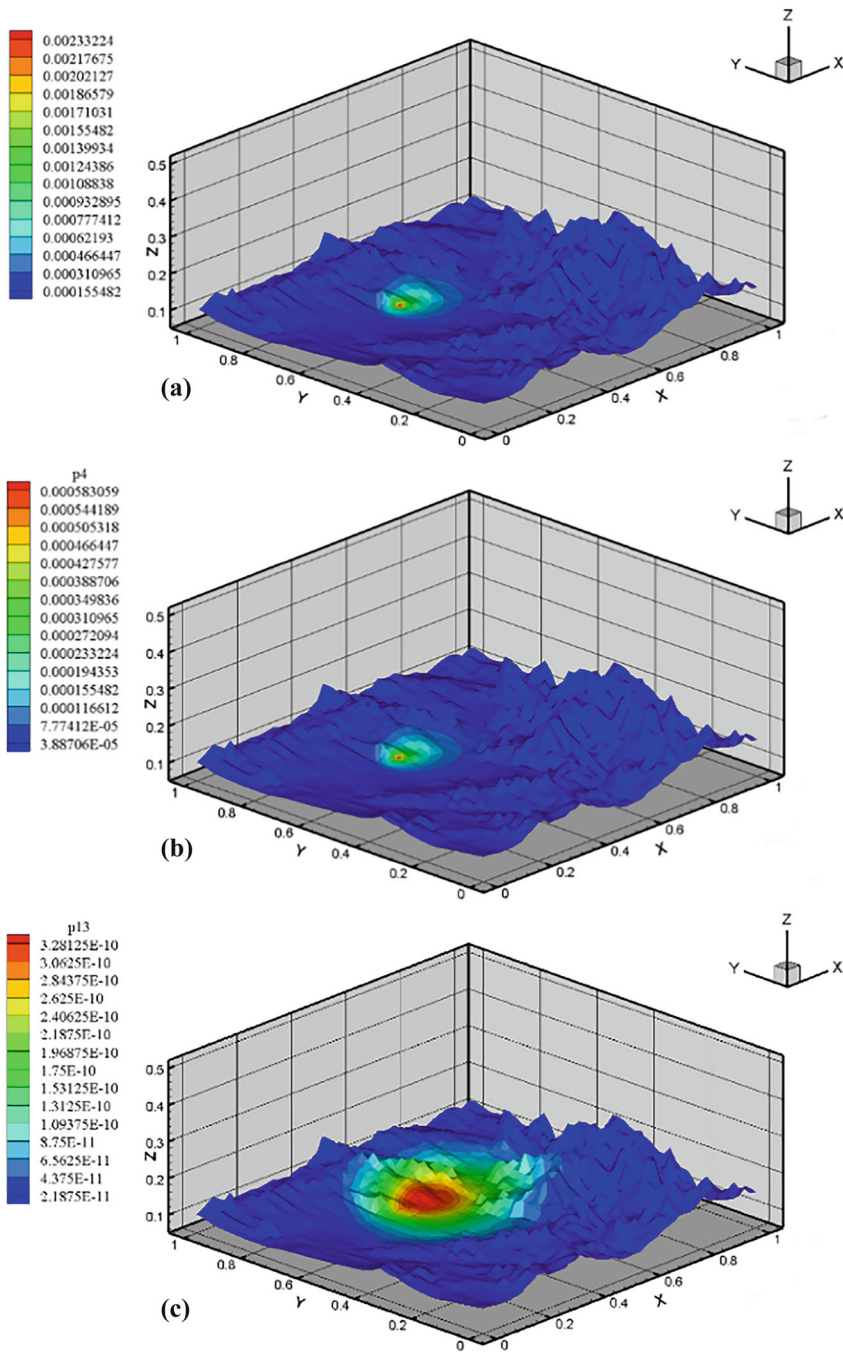 0.00233224
0.00217675
0.00202127
0.00186579
0.00171031
0.00155482
0.00139934
0.00124386
0.00108838
0.000932895
0.000777412
0.00062193
0.000466447
0.000310965
0.000155482
Z
Y X
0.5
0.4
0.3
Z
0.2
0.1
1
0.8
0.6
Y
0.4
0.2
0
0
0.2
0.4
X
0.6
0.8
1
(a)
p4
0.000583059
0.000544189
0.000505318
0.000466447
0.000427577
0.000388706
0.000349836
0.000310965
0.000272094
0.000233224
0.000194353
0.000155482
0.000116612
7.77412E-05
3.88706E-05
Z
Y X
0.5
0.4
0.3
Z
0.2
0.1
1
0.8
0.6
Y
0.4
0.2
0
0
0.2
0.4
X
0.6
0.8
1
(b)
p13
3.28125E-10
3.0625E-10
2.84375E-10
2.625E-10
2.40625E-10
2.1875E-10
1.96875E-10
1.75E-10
1.53125E-10
1.3125E-10
1.09375E-10
8.75E-11
6.5625E-11
4.375E-11
2.1875E-11
Z
Y X
0.5
0.4
0.3
Z
0.2
0.1
1
0.8
0.6
Y
0.4
0.2
0
0
0.2
0.4
X
0.6
0.8
1
(c)